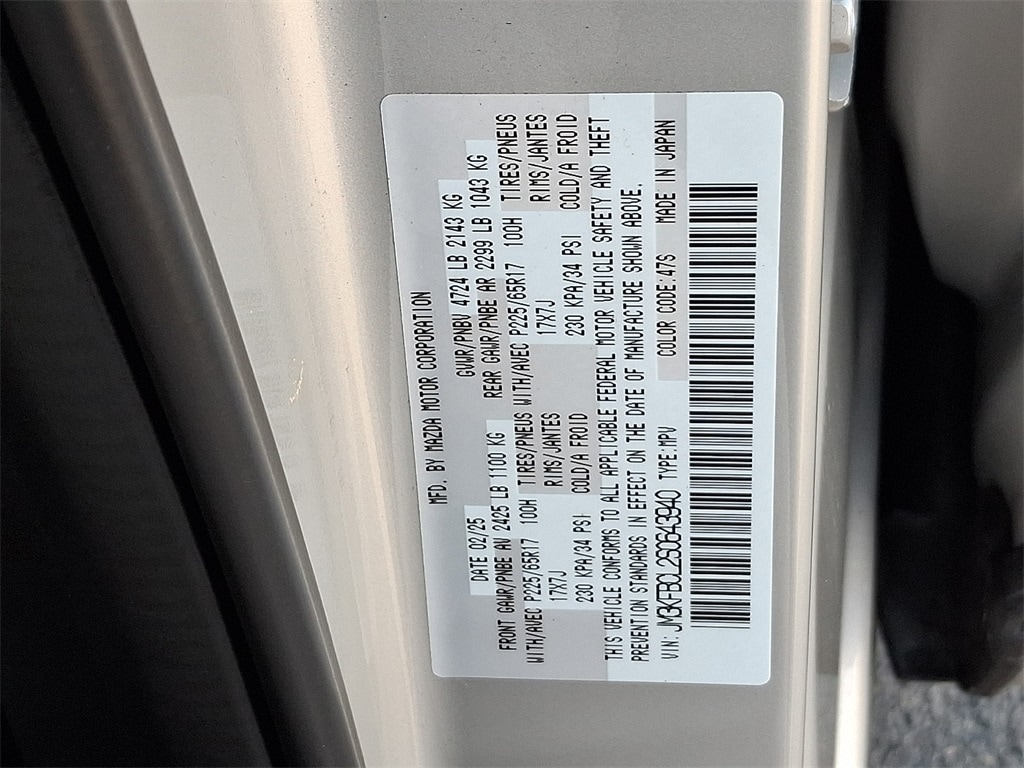 MFD. BY MAZDA MOTOR CORPORATION
DATE 02/25 GVWR/PNBV 4724 LB 2143 KG
FRONT GAWR/PNBE AV 2425 LB 1100 KG REAR GAWR/PNBE AR 2299 LB 1043 KG
WITH/AVEC P225/65R17 100H TIRES/PNEUS WITH/AVEC P225/65R17 100H TIRES/PNEUS
17X7J RIMS/JANTES 17X7J RIMS/JANTES
230 KPA/34 PSI COLD/A FROID 230 KPA/34 PSI COLD/A FROID
THIS VEHICLE CONFORMS TO ALL APPLICABLE FEDERAL MOTOR VEHICLE SAFETY AND THEFT
PREVENTION STANDARDS IN EFFECT ON THE DATE OF MANUFACTURE SHOWN ABOVE.
VIN: JM3KFBCL2S0643940 TYPE:MPV COLOR CODE:47S MADE IN JAPAN